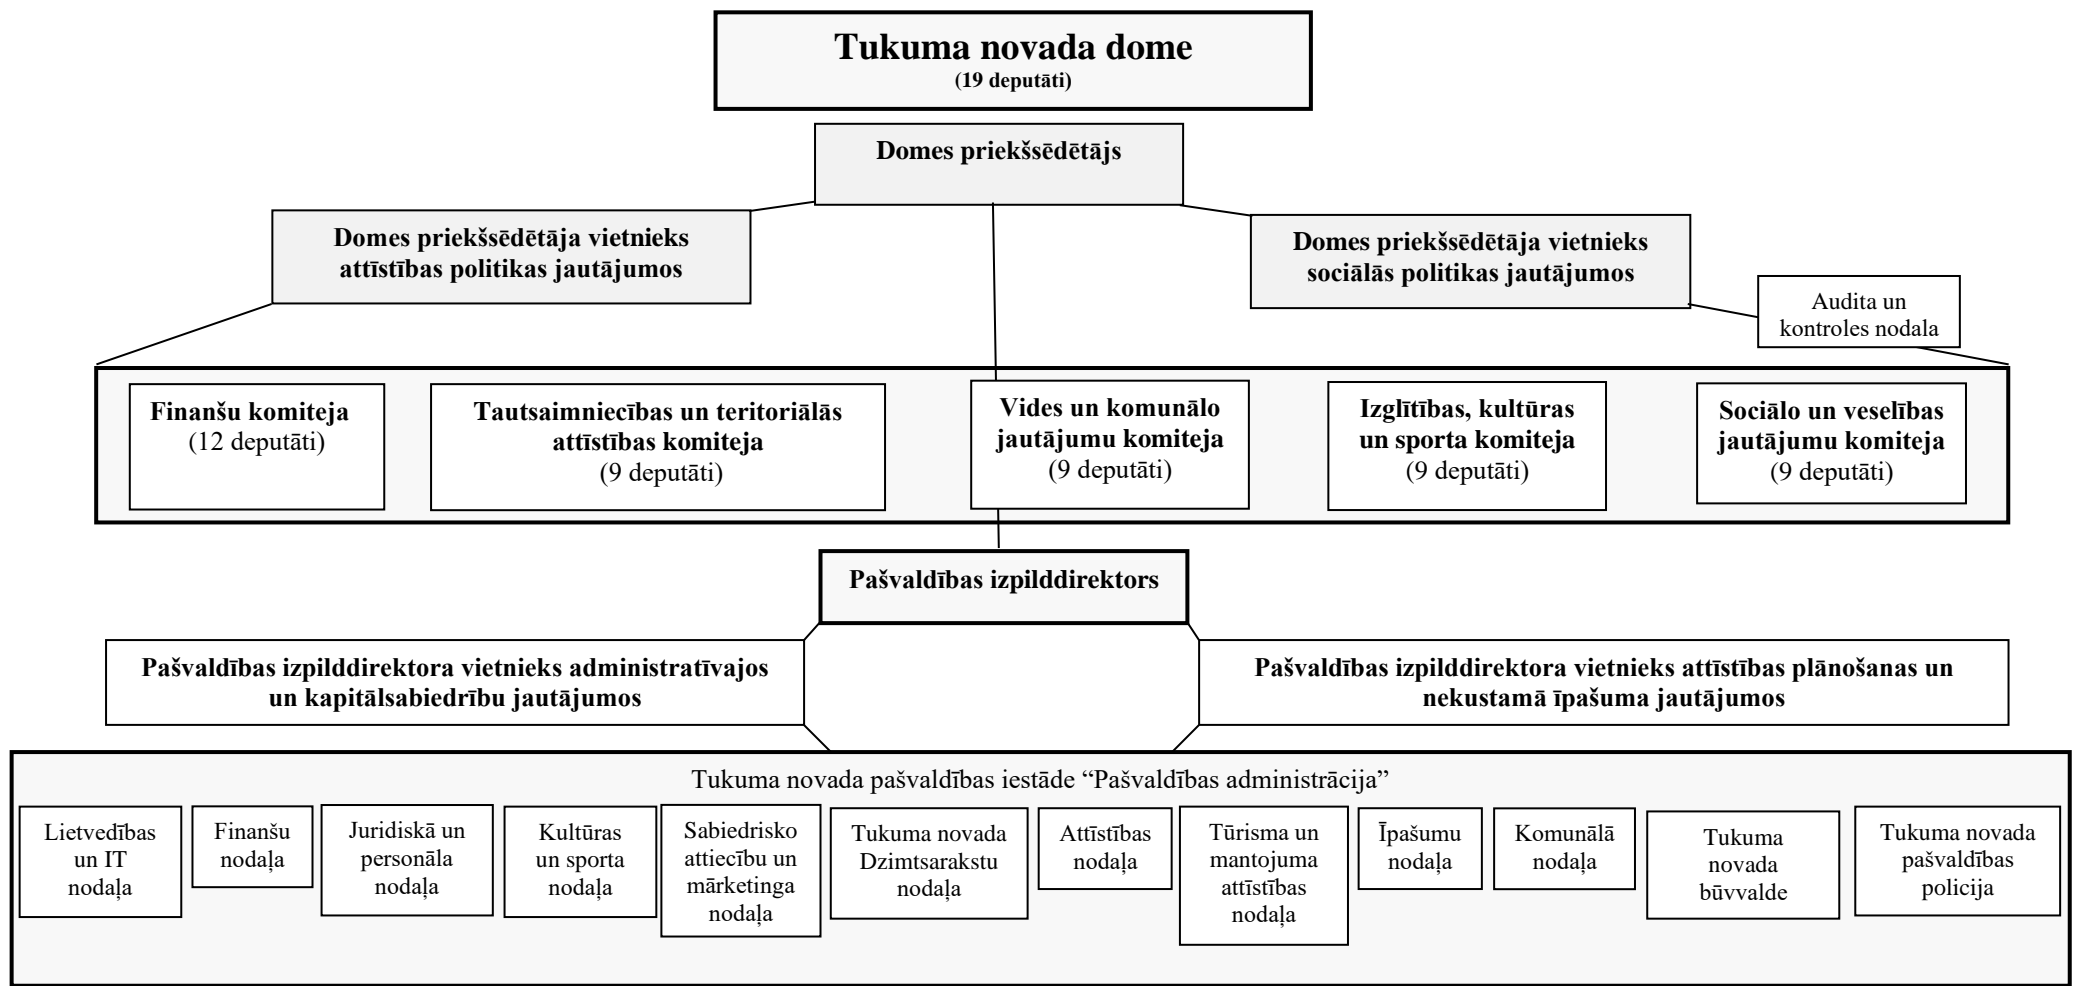 Tukuma novada dome
(19 deputāti)
Domes priekšsēdētājs
Domes priekšsēdētāja vietnieks
attīstības politikas jautājumos
Domes priekšsēdētāja vietnieks
sociālās politikas jautājumos
Audita un
kontroles nodala
Finanšu komiteja
(12 deputāti)
Tautsaimniecības un teritoriālās
attīstības komiteja
(9 deputāti)
Vides un komunālo
jautājumu komiteja
(9 deputāti)
Izglītības, kultūras
un sporta komiteja
(9 deputāti)
Sociālo un veselības
jautājumu komiteja
(9 deputāti)
Pašvaldības izpilddirektors
Pašvaldības izpilddirektora vietnieks administratīvajos
un kapitālsabiedrību jautājumos
Pašvaldības izpilddirektora vietnieks attīstības plānošanas un
nekustamā īpašuma jautājumos
Tukuma novada pašvaldības iestāde “Pašvaldības administrācija”
Lietvedības
un IT
nodaļa
Finanšu
nodaļa
Juridiskā un
personāla
nodaļa
Kultūras
un sporta
nodaļa
Sabiedrisko
attiecību un
mārketinga
nodaļa
Tukuma novada
Dzimtsarakstu
nodaļa
Attīstības
nodaļa
Tūrisma un
mantojuma
attīstības
nodaļa
Īpašumu
nodaļa
Komunālā
nodaļa
Tukuma
novada
būvvalde
Tukuma novada
pašvaldības
policija